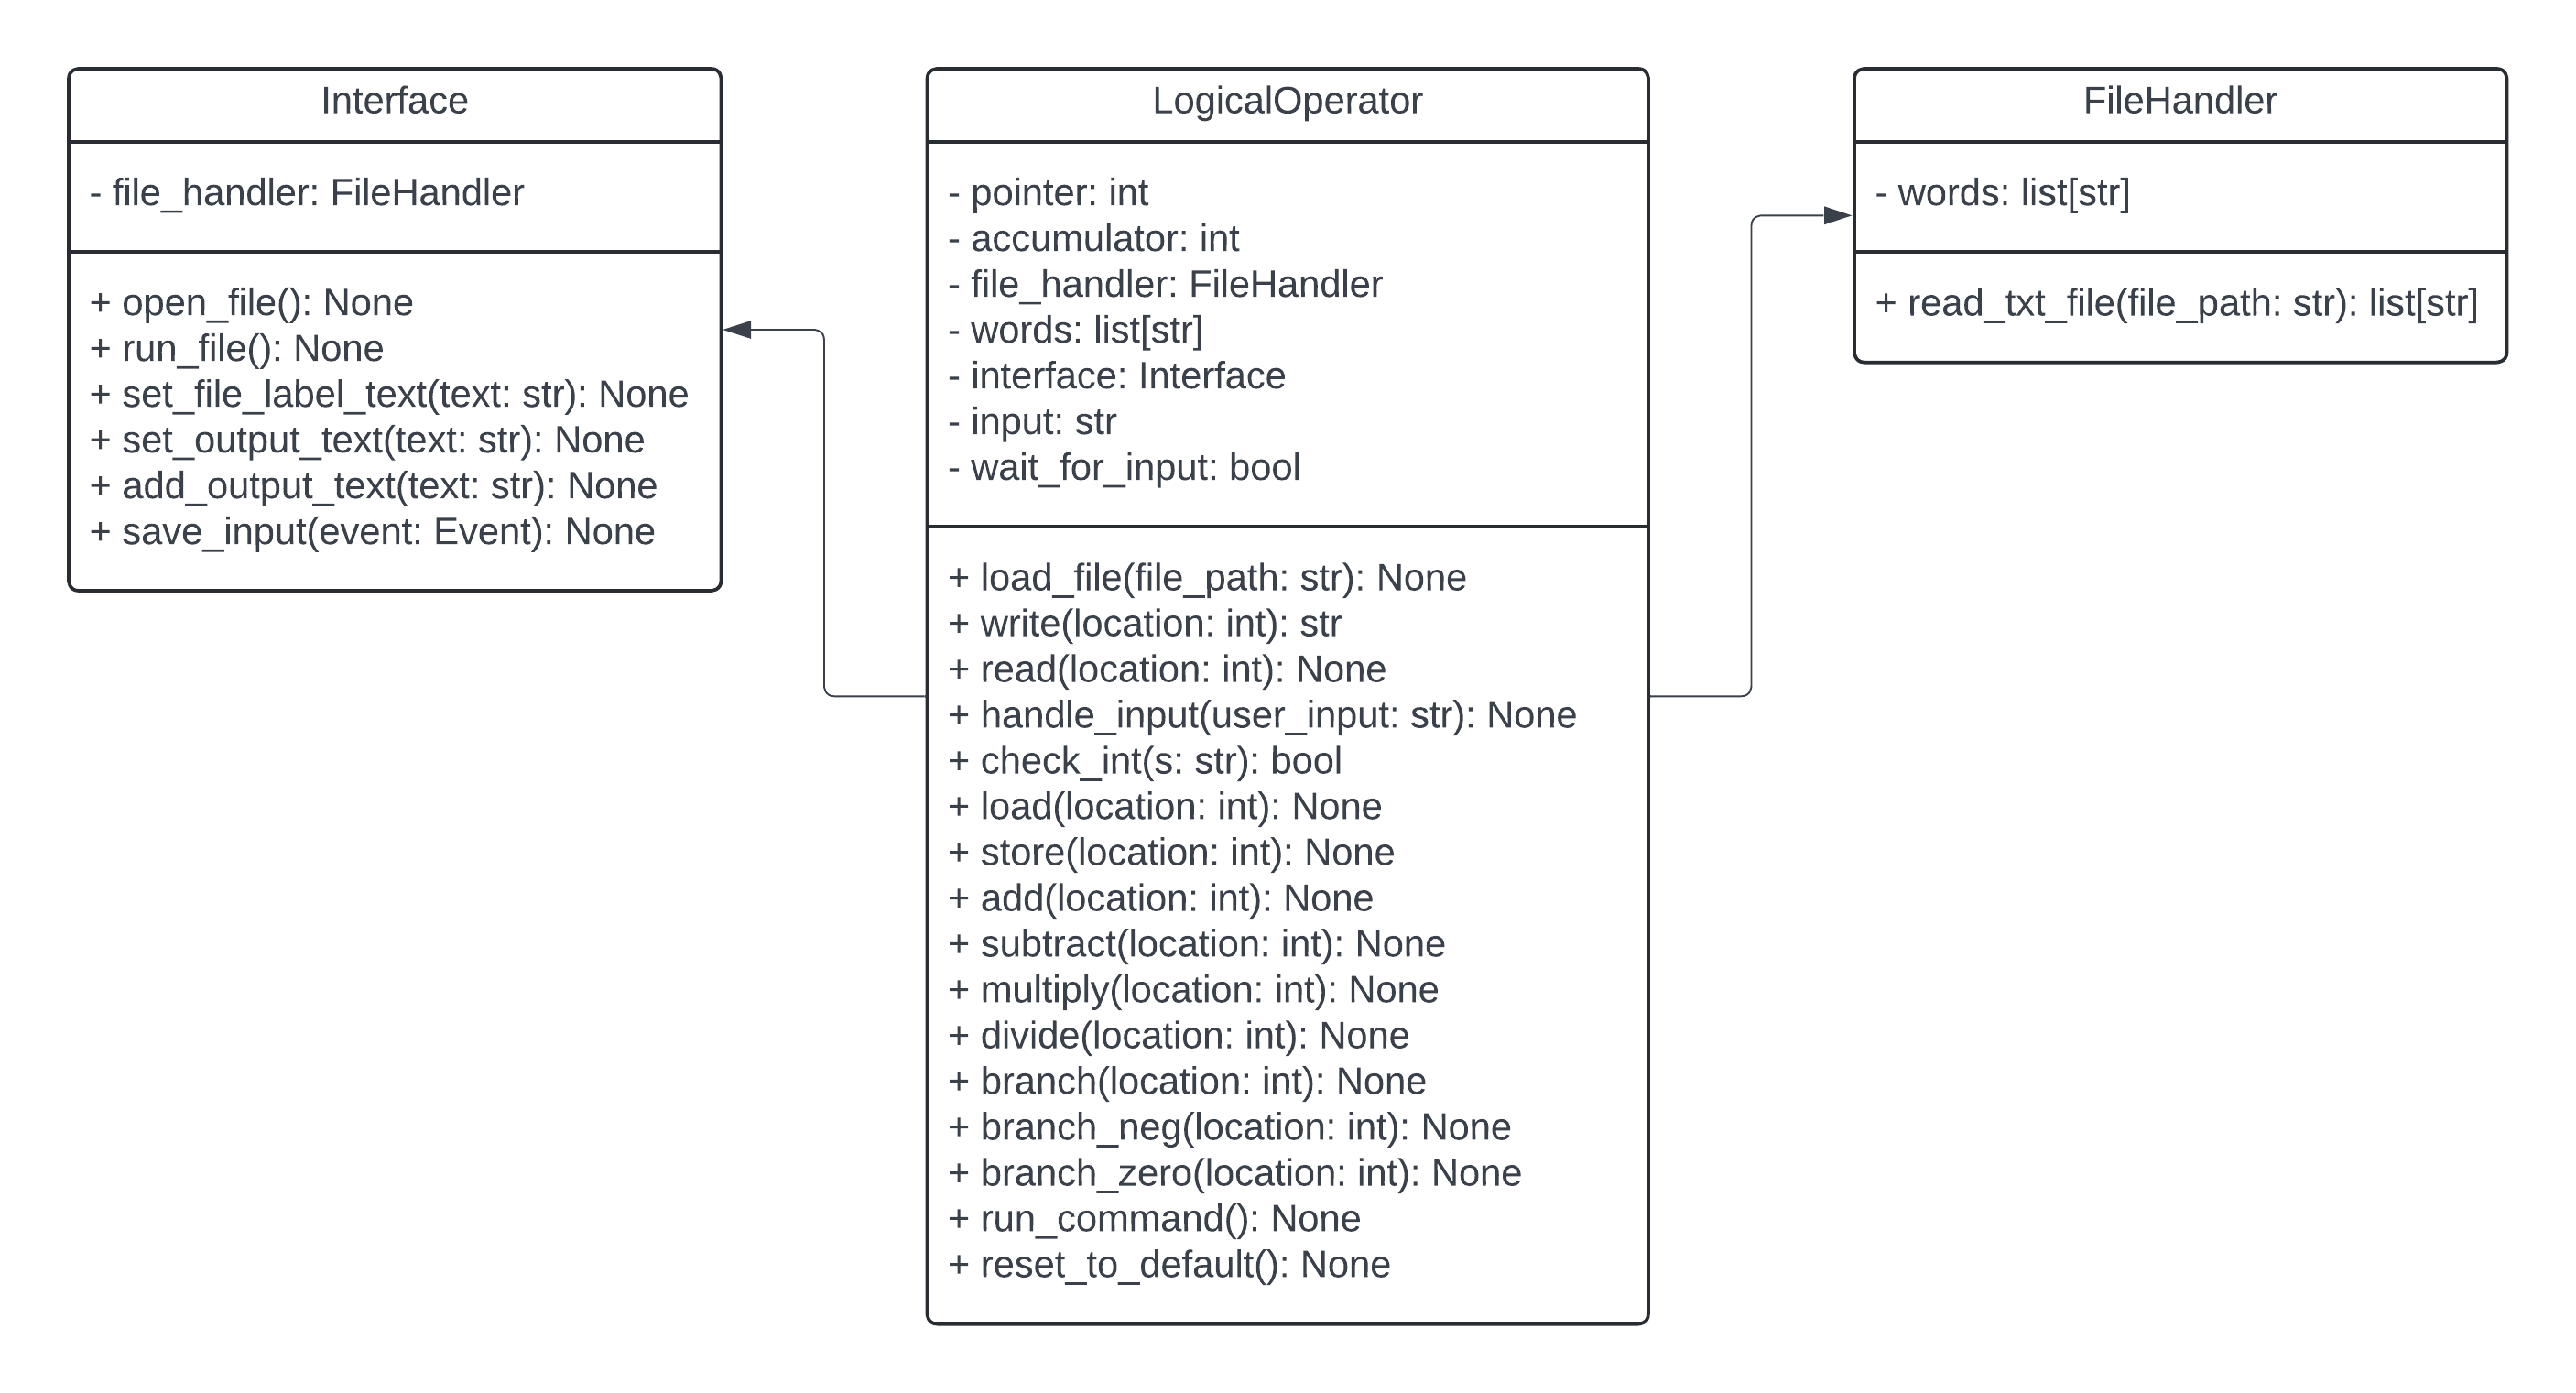 Interface
- file_handler: FileHandler
+ open_file(): None
+ run_file(): None
+ set_file_label_text(text: str): None
+ set_output_text(text: str): None
+ add_output_text(text: str): None
+ save_input(event: Event): None
LogicalOperator
- pointer: int
- accumulator: int
- file_handler: FileHandler
- words: list[str]
- interface: Interface
- input: str
- wait_for_input: bool
+ load_file(file_path: str): None
+ write(location: int): str
+ read(location: int): None
+ handle_input(user_input: str): None
+ check_int(s: str): bool
+ load(location: int): None
+ store(location: int): None
+ add(location: int): None
+ subtract(location: int): None
+ multiply(location: int): None
+ divide(location: int): None
+ branch(location: int): None
+ branch_neg(location: int): None
+ branch_zero(location: int): None
+ run_command(): None
+ reset_to_default(): None
FileHandler
- words: list[str]
+ read_txt_file(file_path: str): list[str]